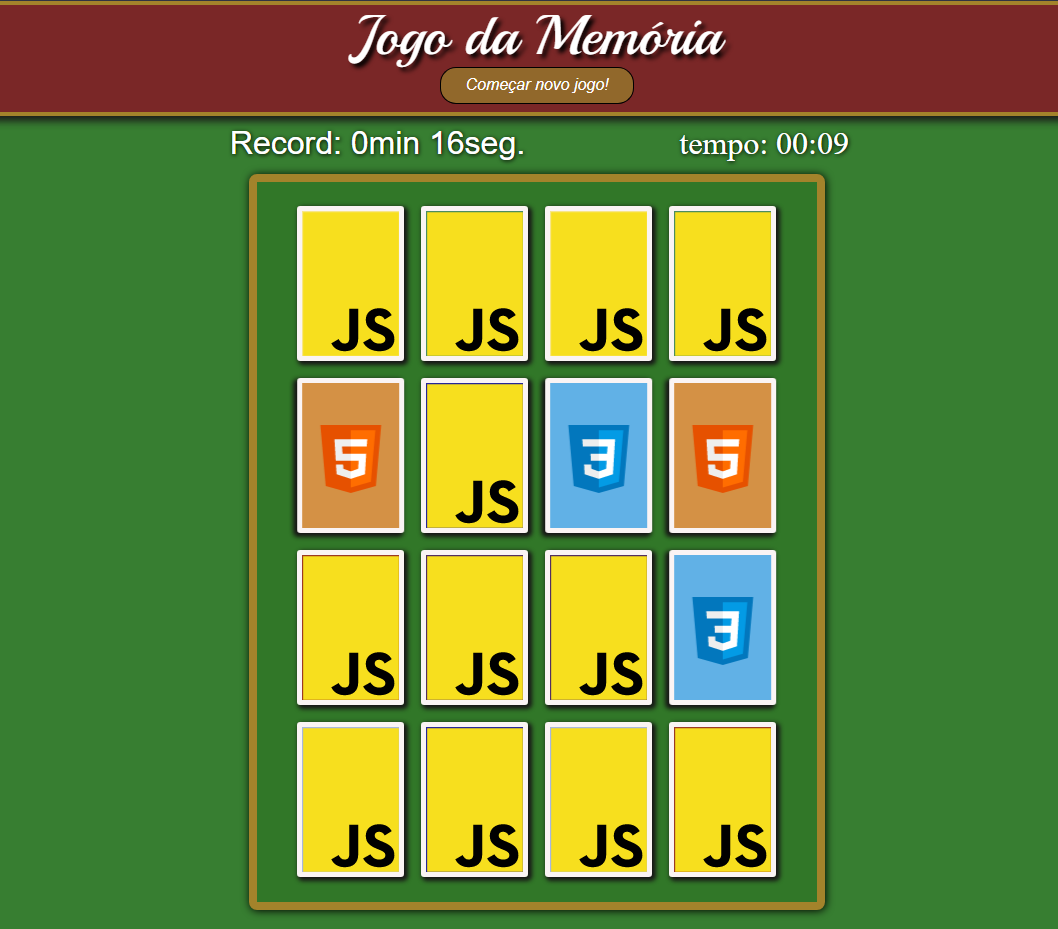 Jogo da Memória
Começar novo jogo!
Record: 0min 16seg. tempo: 00:09
JS JS JS JS
5 JS 3 5
JS JS JS 3
JS JS JS JS